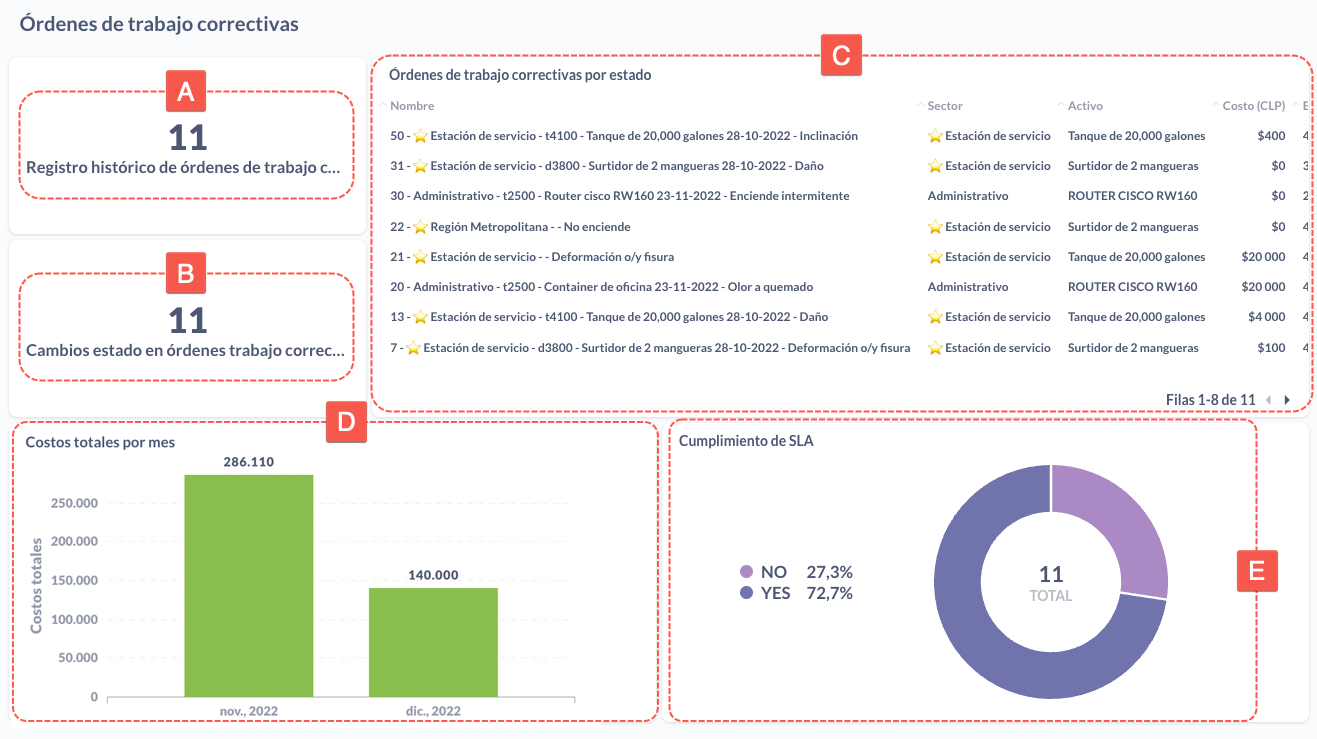 Órdenes de trabajo correctivas
A
11
Registro histórico de órdenes de trabajo c...
B
11
Cambios estado en órdenes trabajo correc...
C
Órdenes de trabajo correctivas por estado
Nombre Sector Activo Costo (CLP) E
50 - ⭐ Estación de servicio - t4100 - Tanque de 20,000 galones 28-10-2022 - Inclinación ⭐ Estación de servicio Tanque de 20,000 galones $400 4
31 - ⭐ Estación de servicio - d3800 - Surtidor de 2 mangueras 28-10-2022 - Daño ⭐ Estación de servicio Surtidor de 2 mangueras $0 3
30 - Administrativo - t2500 - Router cisco RW160 23-11-2022 - Enciende intermitente Administrativo ROUTER CISCO RW160 $0 2
22 - ⭐ Región Metropolitana - - No enciende ⭐ Estación de servicio Surtidor de 2 mangueras $0 4
21 - ⭐ Estación de servicio - - Deformación o/y fisura ⭐ Estación de servicio Tanque de 20,000 galones $20 000 4
20 - Administrativo - t2500 - Container de oficina 23-11-2022 - Olor a quemado Administrativo ROUTER CISCO RW160 $20 000 4
13 - ⭐ Estación de servicio - t4100 - Tanque de 20,000 galones 28-10-2022 - Daño ⭐ Estación de servicio Tanque de 20,000 galones $4 000 4
7 - ⭐ Estación de servicio - d3800 - Surtidor de 2 mangueras 28-10-2022 - Deformación o/y fisura ⭐ Estación de servicio Surtidor de 2 mangueras $100 4
Filas 1-8 de 11
D
Costos totales por mes
286.110
250.000
200.000
150.000
140.000
100.000
50.000
0
Costos totales
nov., 2022 dic., 2022
Cumplimiento de SLA
E
NO 27,3%
YES 72,7%
11
TOTAL